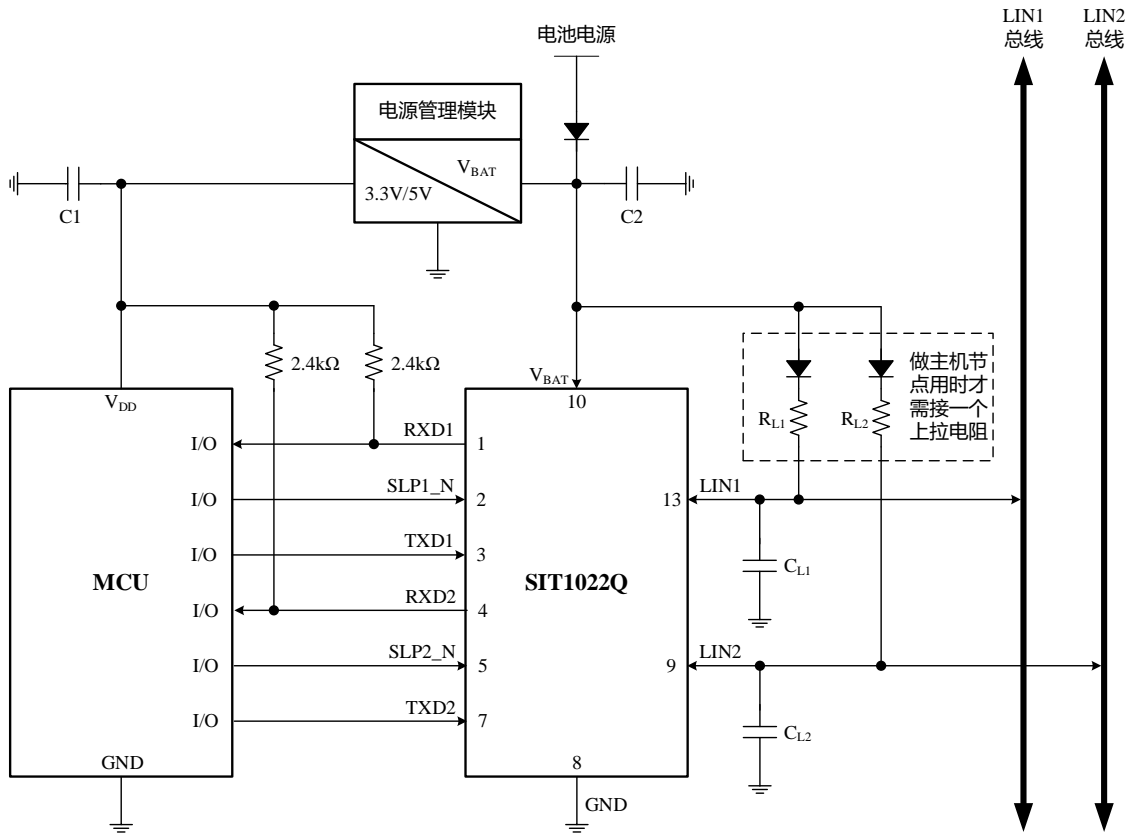 LIN1
总线
LIN2
总线
电池电源
电源管理模块
VBAT
3.3V/5V
C1
C2
2.4kΩ
2.4kΩ
做主机节
点用时才
需接一个
上拉电阻
RL1
RL2
VDD
VBAT
10
I/O
RXD1
1
I/O
SLP1_N
2
13
LIN1
I/O
TXD1
3
CL1
MCU
SIT1022Q
I/O
RXD2
4
I/O
SLP2_N
5
9
LIN2
I/O
TXD2
7
CL2
GND
8
GND